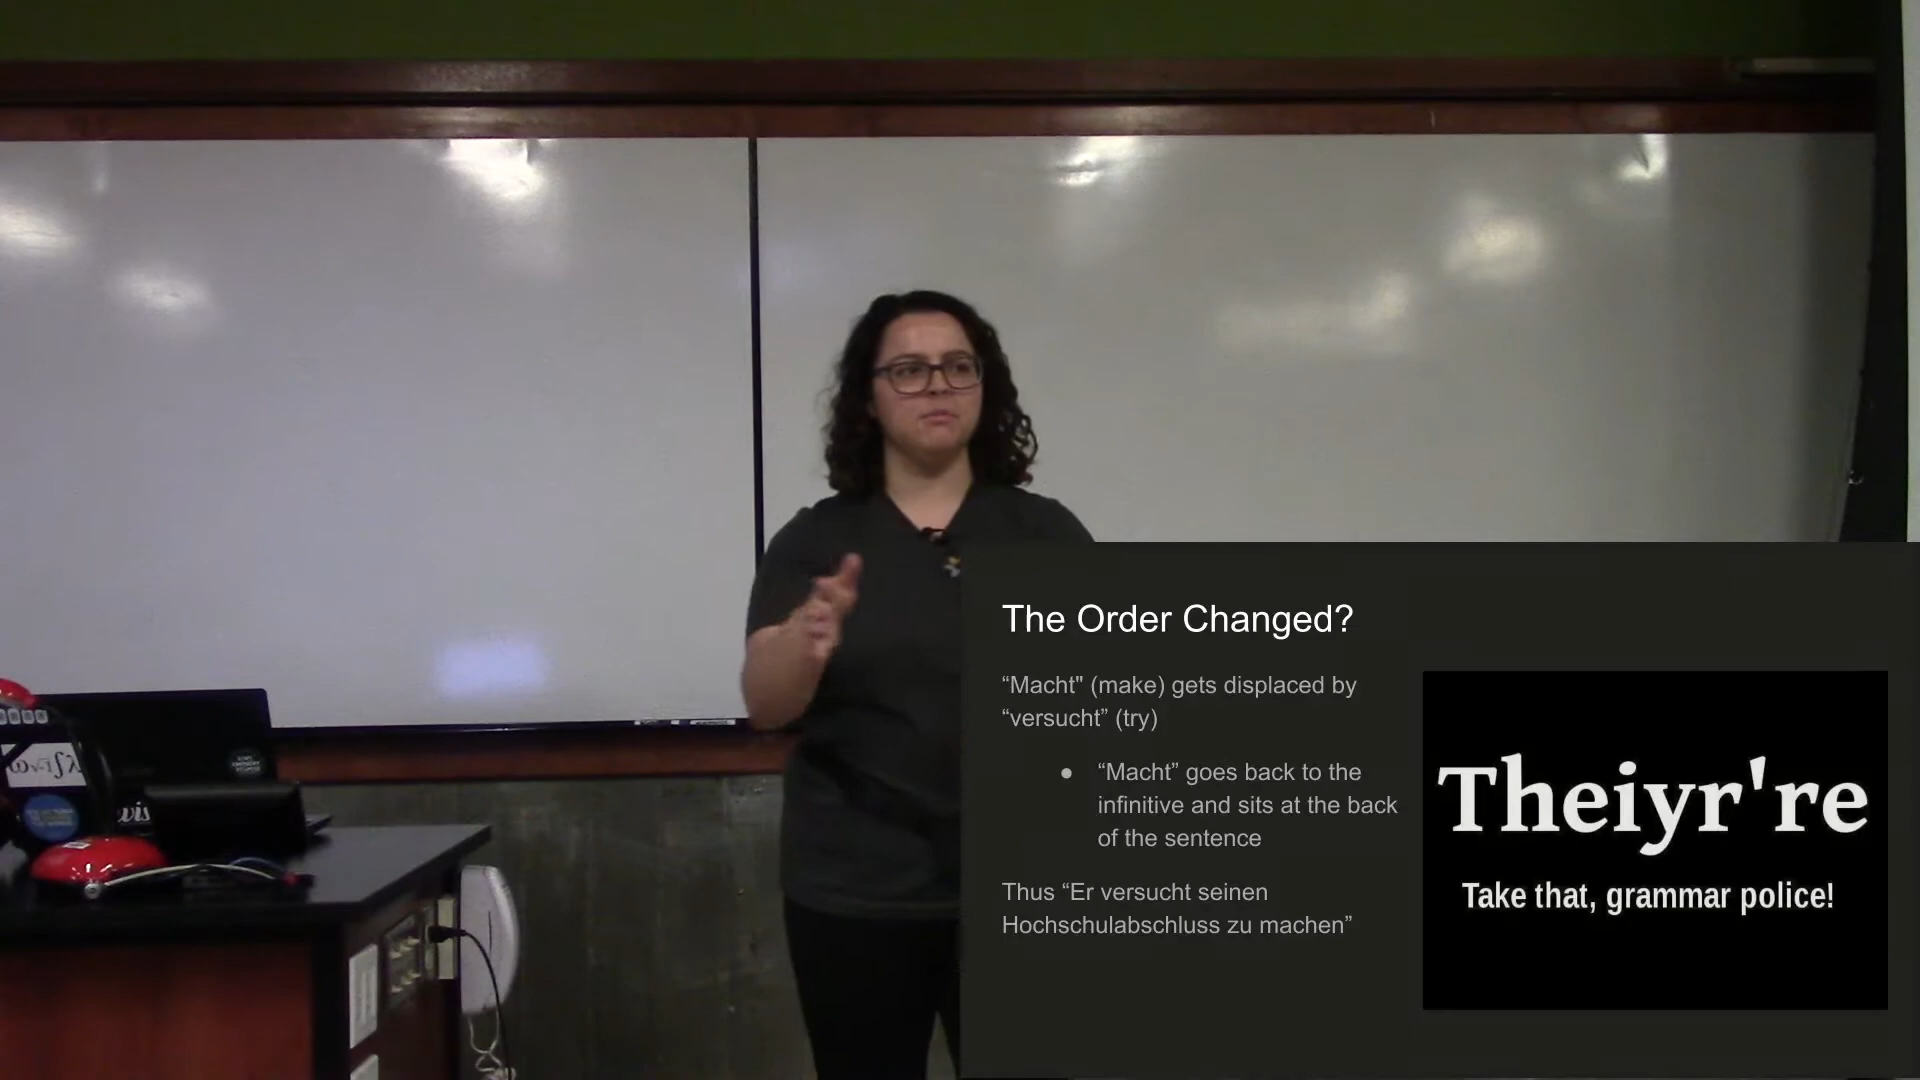 The Order Changed?
“Macht" (make) gets displaced by
“versucht” (try)
● “Macht” goes back to the
infinitive and sits at the back
of the sentence
Thus “Er versucht seinen
Hochschulabschluss zu machen”
Theiyr're
Take that, grammar police!